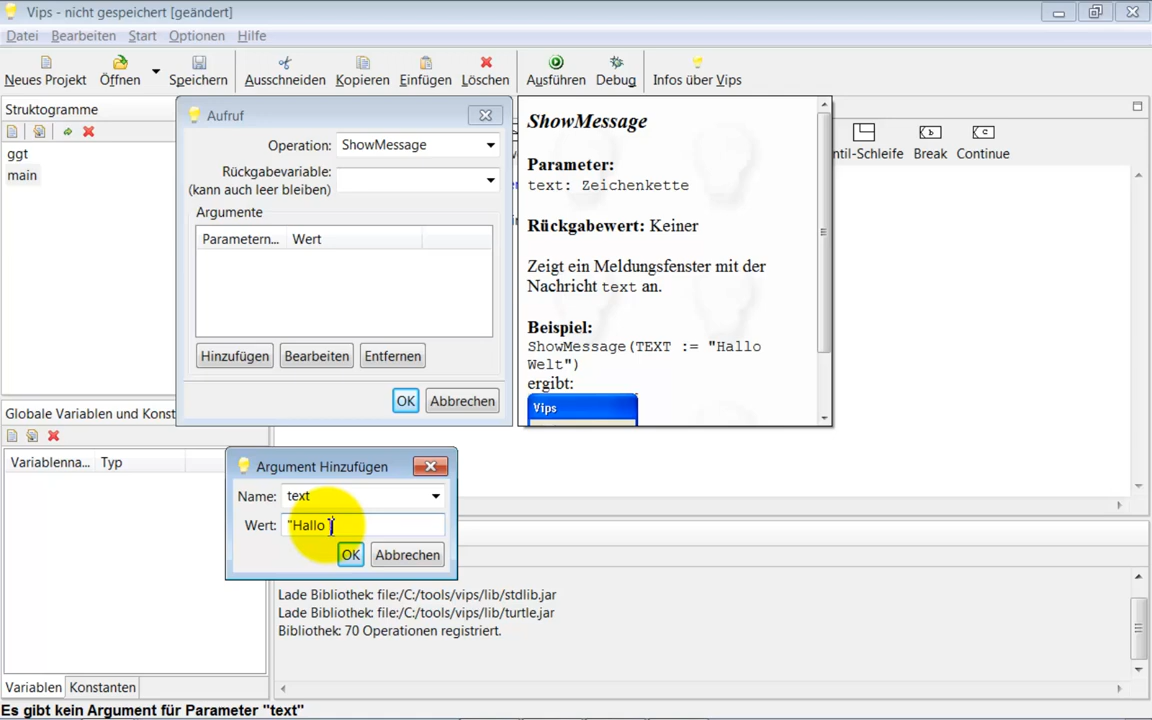 Vips - nicht gespeichert [geändert]
Datei Bearbeiten Start Optionen Hilfe
Neues Projekt Öffnen Speichern Ausschneiden Kopieren Einfügen Löschen Ausführen Debug Infos über Vips
Struktogramme
ggt
main
Aufruf
Operation: ShowMessage
Rückgabevariable:
(kann auch leer bleiben)
Argumente
Parametern... Wert
Hinzufügen Bearbeiten Entfernen
OK Abbrechen
ShowMessage
Parameter:
text: Zeichenkette
Rückgabewert: Keiner
Zeigt ein Meldungsfenster mit der
Nachricht text an.
Beispiel:
ShowMessage(TEXT := "Hallo
Welt")
ergibt:
Vips
ntil-Schleife Break Continue
Globale Variablen und Konst
Variablenna... Typ
Argument Hinzufügen
Name: text
Wert: "Hallo
OK Abbrechen
Lade Bibliothek: file:/C:/tools/vips/lib/stdlib.jar
Lade Bibliothek: file:/C:/tools/vips/lib/turtle.jar
Bibliothek: 70 Operationen registriert.
Variablen Konstanten
Es gibt kein Argument für Parameter "text"